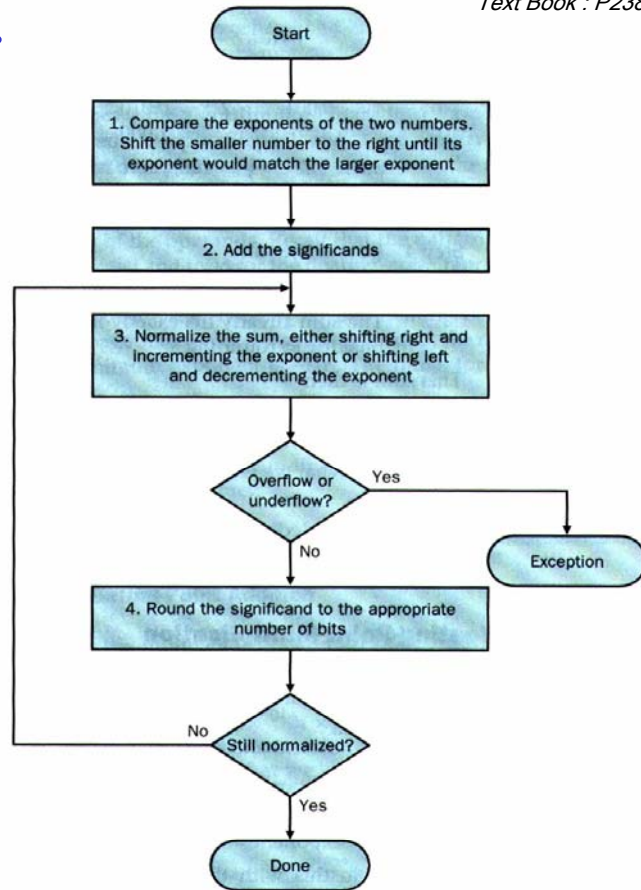 Text Book : P238
Start
1. Compare the exponents of the two numbers.
Shift the smaller number to the right until its
exponent would match the larger exponent
2. Add the significands
3. Normalize the sum, either shifting right and
incrementing the exponent or shifting left
and decrementing the exponent
Overflow or
underflow?
Yes
No
Exception
4. Round the significand to the appropriate
number of bits
No
Still normalized?
Yes
Done